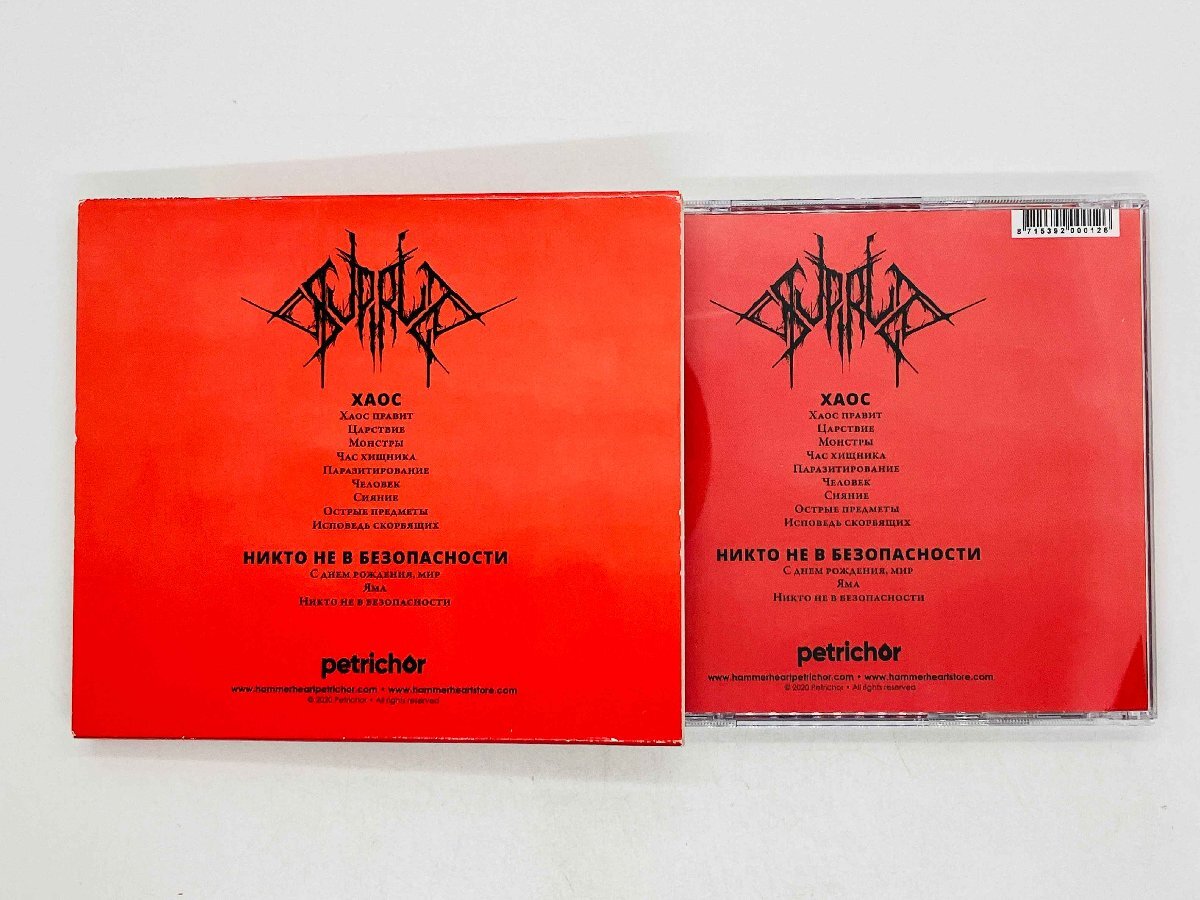 ХАОС
Хаос правит
Царствие
Монстры
Час хищника
Паразитирование
Человек
Сияние
Острые предметы
Исповедь скорбящих
НИКТО НЕ В БЕЗОПАСНОСТИ
С днем рождения, мир
Яма
Никто не в безопасности
petrichor
www.hammerheartpetrichor.com • www.hammerheartstore.com
© 2020 Petrichor • All rights reserved
8 715392 000126
ХАОС
Хаос правит
Царствие
Монстры
Час хищника
Паразитирование
Человек
Сияние
Острые предметы
Исповедь скорбящих
НИКТО НЕ В БЕЗОПАСНОСТИ
С днем рождения, мир
Яма
Никто не в безопасности
petrichor
www.hammerheartpetrichor.com • www.hammerheartstore.com
© 2020 Petrichor • All rights reserved